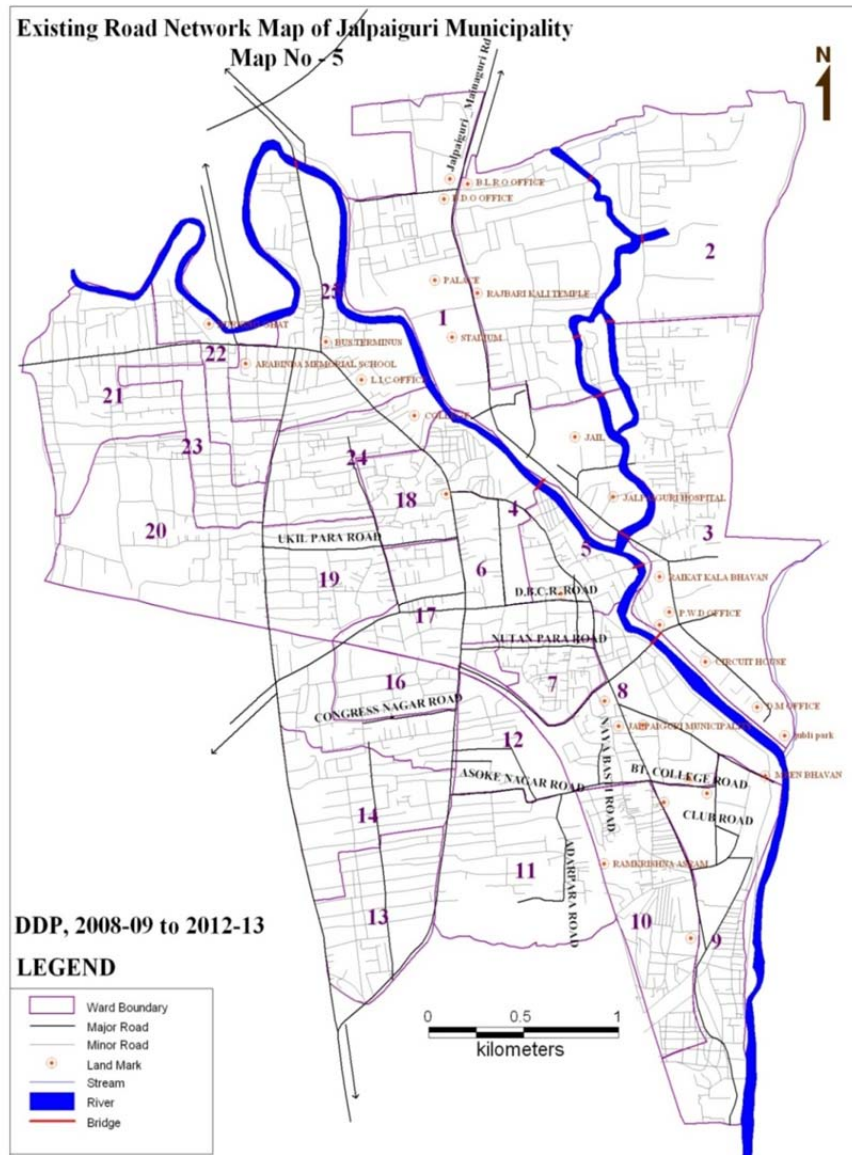 Existing Road Network Map of Jalpaiguri Municipality
Map No - 5
N
Jalpaiguri_Mainaguri Rd
B.L.R O OFFICE
B.D.O OFFICE
2
PALACE
RAJBARI KALI TEMPLE
25
1
STADIUM
BUS TERMINUS
22
ARABINDA MEMORIAL SCHOOL
L.I.C OFFICE
21
COLLEGE
23
JAIL
24
18
JALPAIGURI HOSPITAL
4
20
3
UKIL PARA ROAD
5
19
6
RAIKAT KALA BHAVAN
D.B.C.R. ROAD
17
P.W.D OFFICE
NUTAN PARA ROAD
CIRCUIT HOUSE
16
7
8
CONGRESS NAGAR ROAD
D.M OFFICE
JALPAIGURI MUNICIPALITY
jubli park
12
NAYA BASTI ROAD
ASOKE NAGAR ROAD
BT. COLLEGE ROAD
BHAVAN
14
CLUB ROAD
11
RAMKRISHNA ASRAM
ADARPARA ROAD
13
10
9
DDP, 2008-09 to 2012-13
LEGEND
Ward Boundary
Major Road
Minor Road
Land Mark
Stream
River
Bridge
0 0.5 1
kilometers